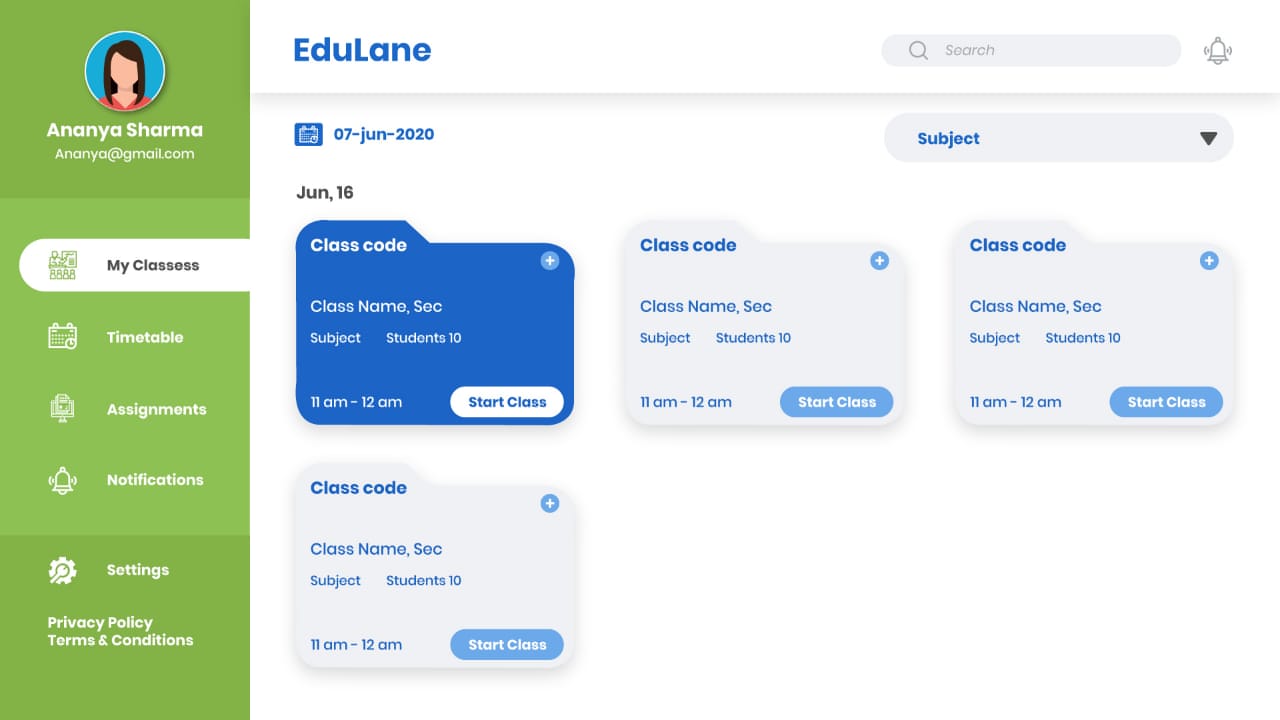 Ananya Sharma
Ananya@gmail.com
My Classess
Timetable
Assignments
Notifications
Settings
Privacy Policy
Terms & Conditions
EduLane
Search
07-jun-2020
Subject
Jun, 16
Class code
Class Name, Sec
Subject Students 10
11 am - 12 am Start Class
Class code
Class Name, Sec
Subject Students 10
11 am - 12 am Start Class
Class code
Class Name, Sec
Subject Students 10
11 am - 12 am Start Class
Class code
Class Name, Sec
Subject Students 10
11 am - 12 am Start Class